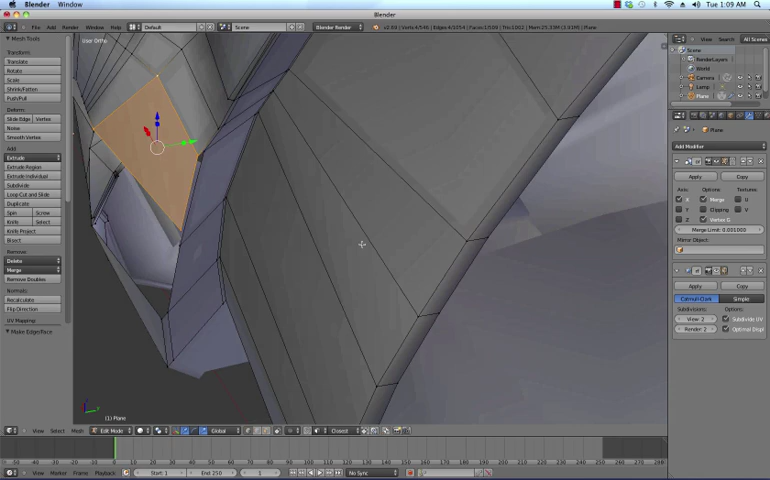 Blender Window
Tue 1:09 AM
Blender
File Add Render Window Help
Default
Scene
Blender Render
Mesh Tools
User Ortho
View Search All Scenes
Transform:
Translate
Rotate
Scale
Shrink/Fatten
Push/Pull
Deform:
Slide Edge Vertex
Noise
Smooth Vertex
Add:
Extrude
Extrude Region
Extrude Individual
Subdivide
Loop Cut and Slide
Duplicate
Spin Screw
Knife Select
Knife Project
Bisect
Remove:
Delete
Merge
Remove Doubles
Normals:
Recalculate
Flip Direction
UV Mapping:
Make Edge/Face
Scene
RenderLayers
World
Camera
Lamp
Plane
Plane
Add Modifier
Apply Copy
Axis: Options: Textures:
X Merge U
Y Clipping V
Z Vertex G
Merge Limit: 0.001000
Mirror Object:
Apply Copy
Catmull-Clark Simple
Subdivisions: Options:
View: 2 Subdivide UV
Render: 2 Optimal Displ
(1) Plane
View Select Mesh Edit Mode Global Closest
View Marker Frame Playback Start: 1 End: 250 1 No Sync